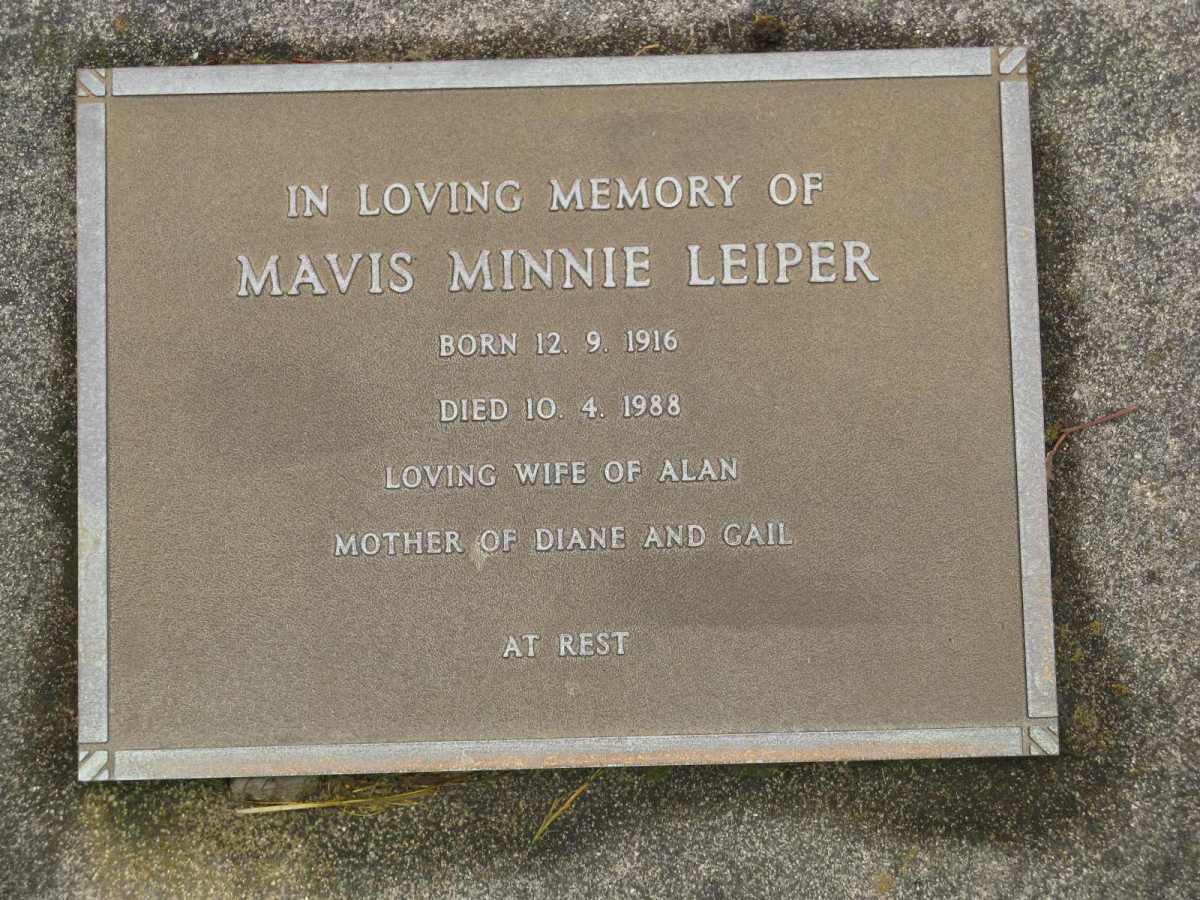 IN LOVING MEMORY OF
MAVIS MINNIE LEIPER
BORN 12. 9. 1916
DIED 10. 4. 1988
LOVING WIFE OF ALAN
MOTHER OF DIANE AND GAIL
AT REST